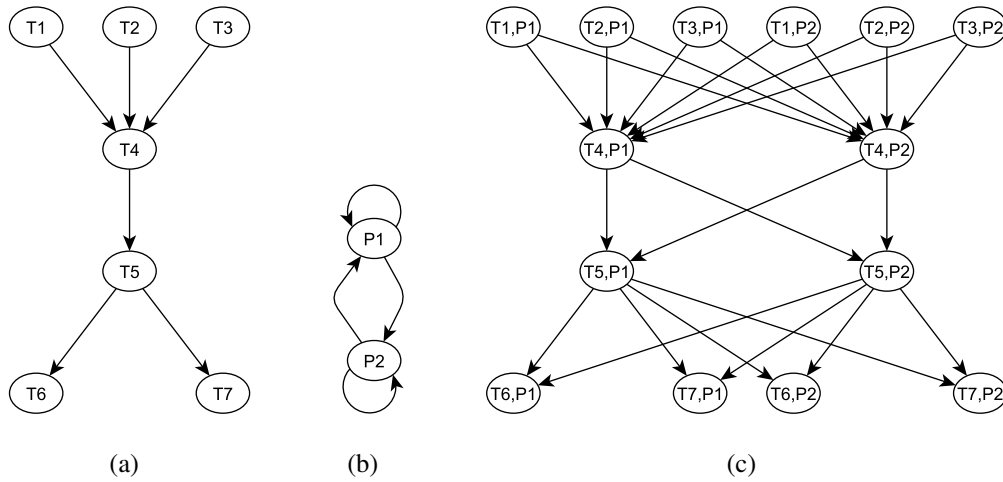 T1 T2 T3 T1,P1 T2,P1 T3,P1 T1,P2 T2,P2 T3,P2
T4 T4,P1 T4,P2
P1
T5 T5,P1 T5,P2
P2
T6 T7 T6,P1 T7,P1 T6,P2 T7,P2
(a) (b) (c)